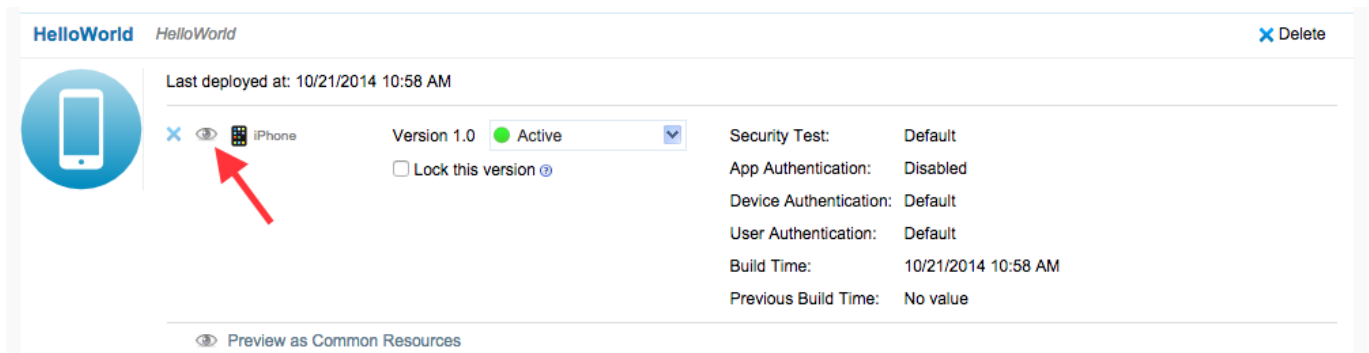 HelloWorld HelloWorld Delete
Last deployed at: 10/21/2014 10:58 AM
iPhone Version 1.0 Active Security Test: Default
Lock this version App Authentication: Disabled
Device Authentication: Default
User Authentication: Default
Build Time: 10/21/2014 10:58 AM
Previous Build Time: No value
Preview as Common Resources